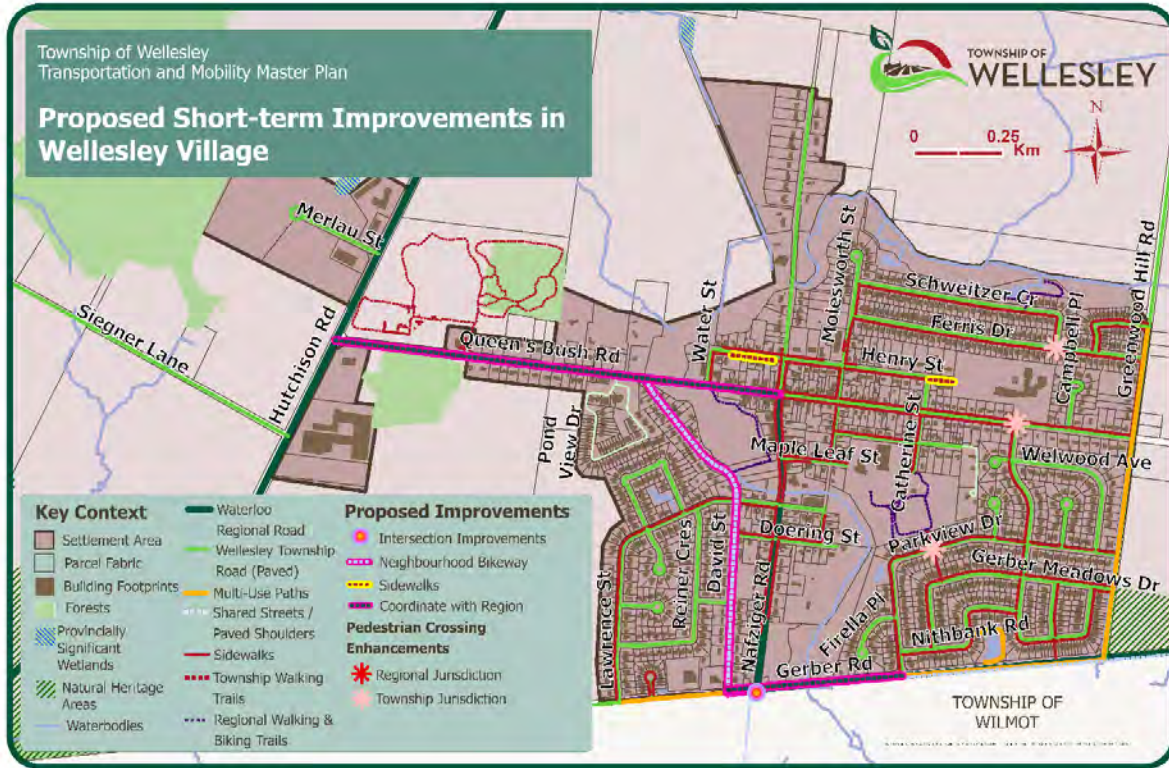 Township of Wellesley
Transportation and Mobility Master Plan
Proposed Short-term Improvements in
Wellesley Village
TOWNSHIP OF
WELLESLEY
N
0 0.25
Km
Merlau St
Siegner Lane
Hutchison Rd
Queen's Bush Rd
Water St
Molesworth St
Schweitzer Cr
Ferris Dr
Campbell Pl
Greenwood Hill Rd
Henry St
Pond
View Dr
Maple Leaf St
Catherine St
Welwood Ave
Doering St
Parkview Dr
Gerber Meadows Dr
Lawrence St
Reimer Cres
David St
Nafziger Rd
Firella Pl
Nithbank Rd
Gerber Rd
TOWNSHIP OF
WILMOT
Key Context
Settlement Area
Parcel Fabric
Building Footprints
Forests
Provincially
Significant
Wetlands
Natural Heritage
Areas
Waterbodies
Waterloo
Regional Road
Wellesley Township
Road (Paved)
Multi-Use Paths
Shared Streets /
Paved Shoulders
Sidewalks
Township Walking
Trails
Regional Walking &
Biking Trails
Proposed Improvements
Intersection Improvements
Neighbourhood Bikeway
Sidewalks
Coordinate with Region
Pedestrian Crossing
Enhancements
Regional Jurisdiction
Township Jurisdiction